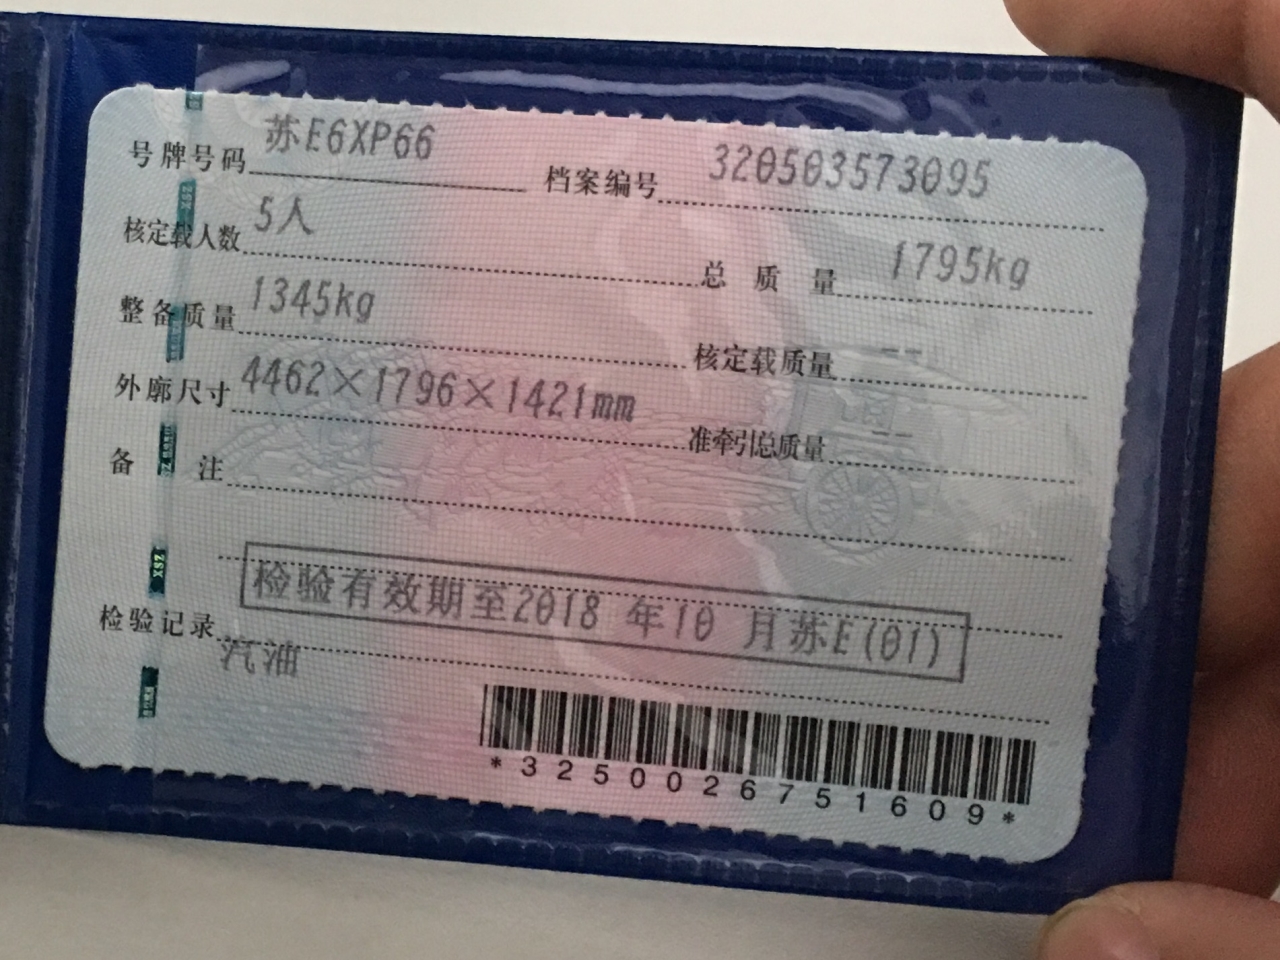 号牌号码 苏E6XP66 档案编号 320503573095
核定载人数 5人 总质量 1795kg
整备质量 1345kg 核定载质量 --
外廓尺寸 4462×1796×1421mm 准牵引总质量 --
备注
检验记录 检验有效期至2018 年10 月苏E(01)
汽油
*3250026751609*
XSZ
XSZ